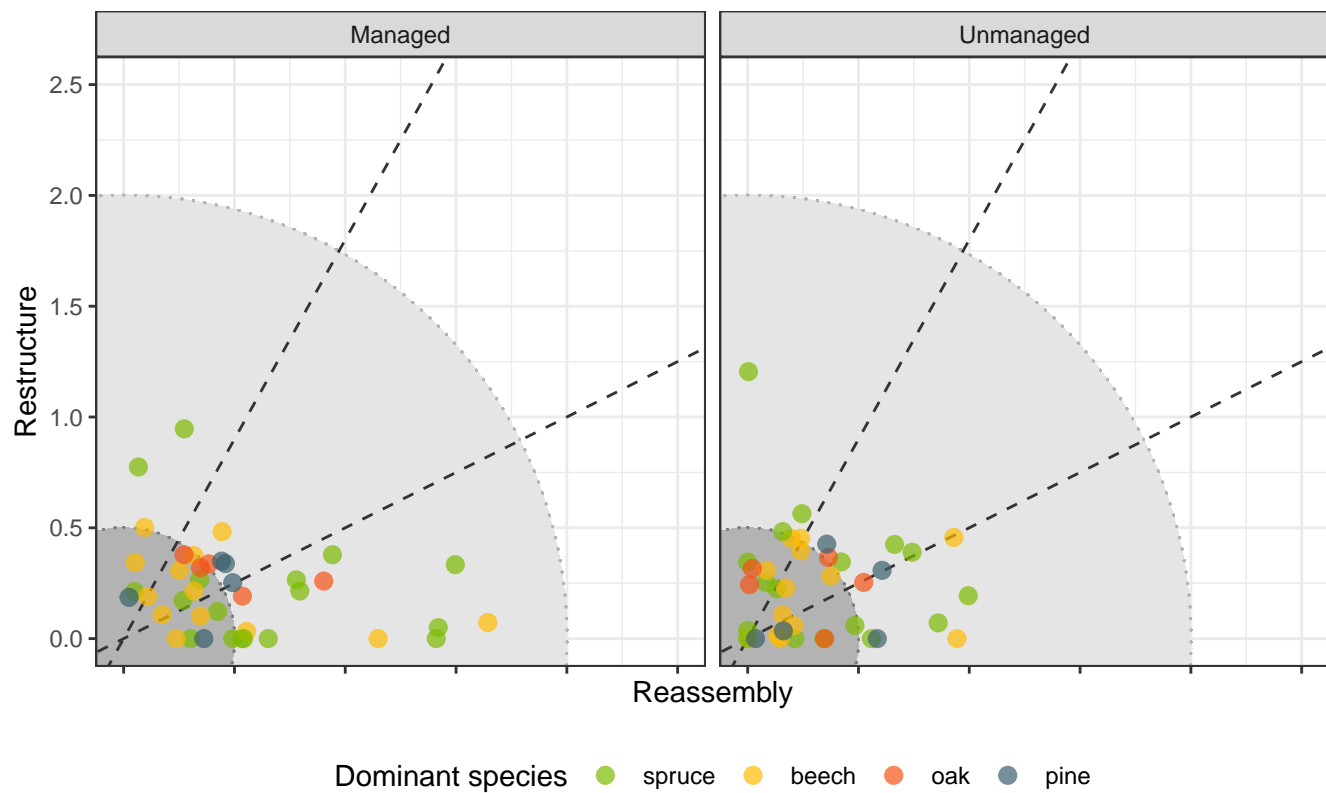 Managed Unmanaged
2.5
2.0
1.5
1.0
0.5
0.0
Restructure
Reassembly
Dominant species spruce beech oak pine